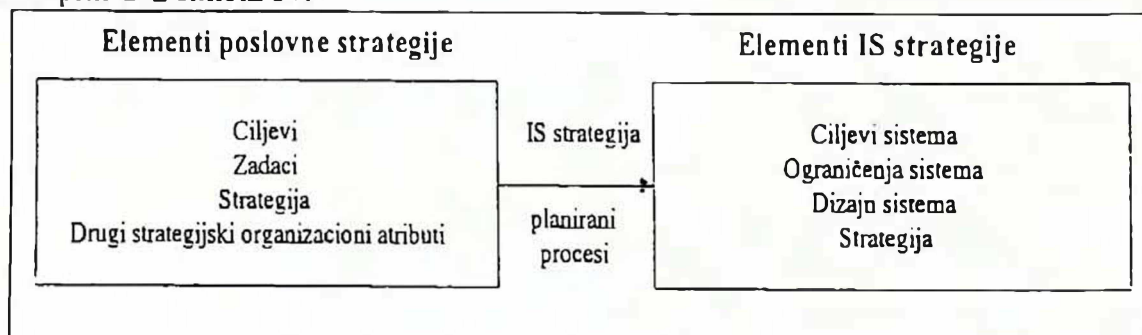 Elementi poslovne strategije
Elementi IS strategije
Ciljevi
Zadaci
Strategija
Drugi strategijski organizacioni atributi
IS strategija
planirani
procesi
Ciljevi sistema
Ograničenja sistema
Dizajn sistema
Strategija